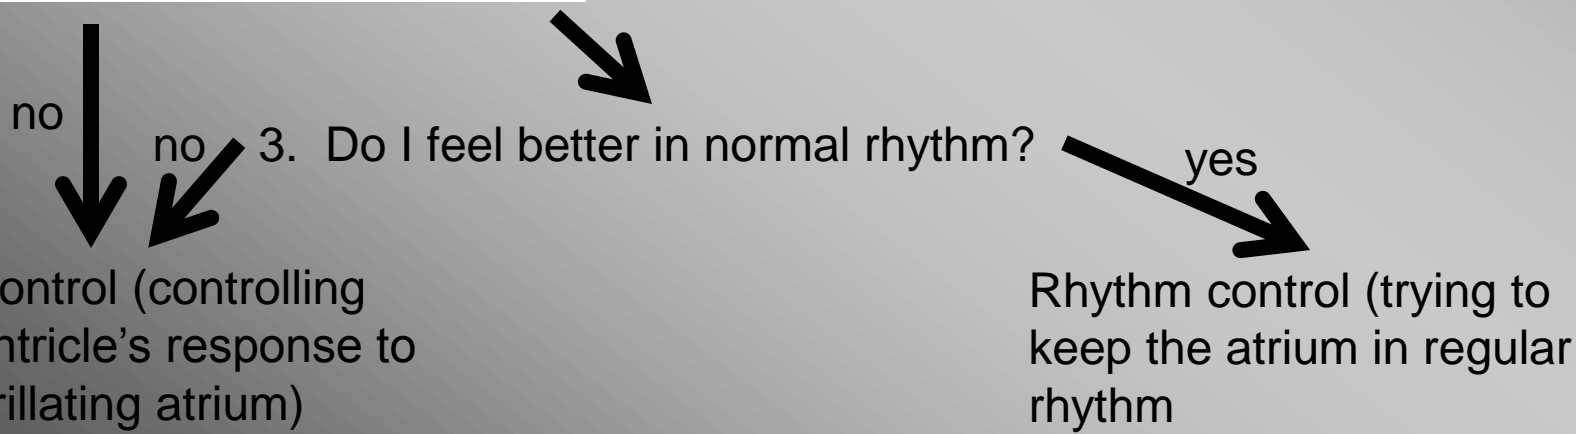 no
no
3. Do I feel better in normal rhythm?
yes
ontrol (controlling
ntricle’s response to
rillating atrium)
Rhythm control (trying to
keep the atrium in regular
rhythm